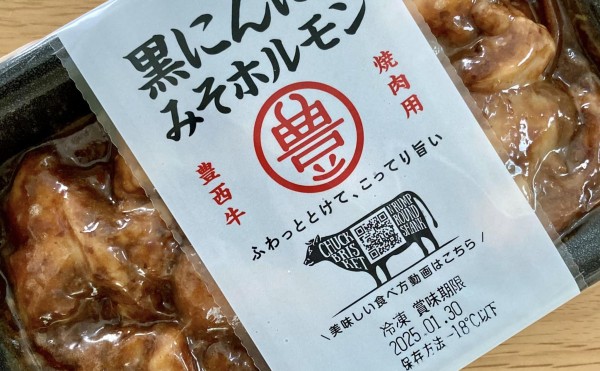 黒にんに
みそホルモン
焼肉用
豊
豊西牛
ふわっととけて、こってり旨い
CHUCK
BRISKET
RUMP
ROUND
SHANK
\美味しい食べ方動画はこちら/
冷凍 賞味期限
2025.01.30
保存方法 -18℃以下